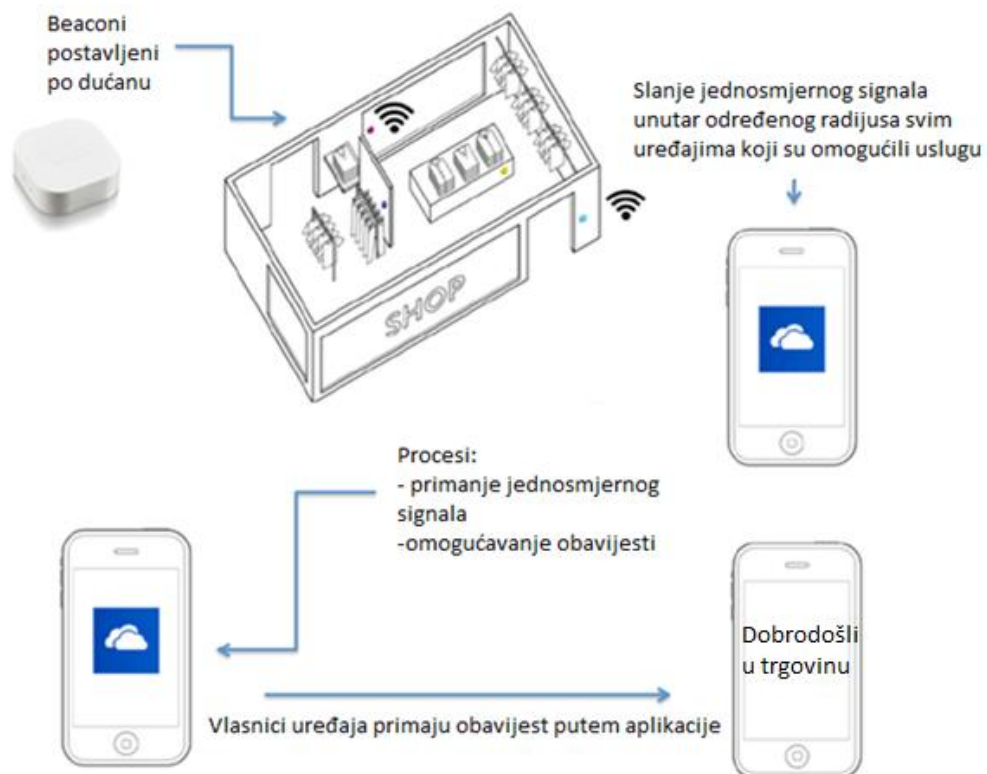 Beaconi
postavljeni
po dućanu
Slanje jednosmjernog signala
unutar određenog radijusa svim
uređajima koji su omogućili uslugu
SHOP
Procesi:
- primanje jednosmjernog
signala
-omogućavanje obavijesti
Dobrodošli
u trgovinu
Vlasnici uređaja primaju obavijest putem aplikacije